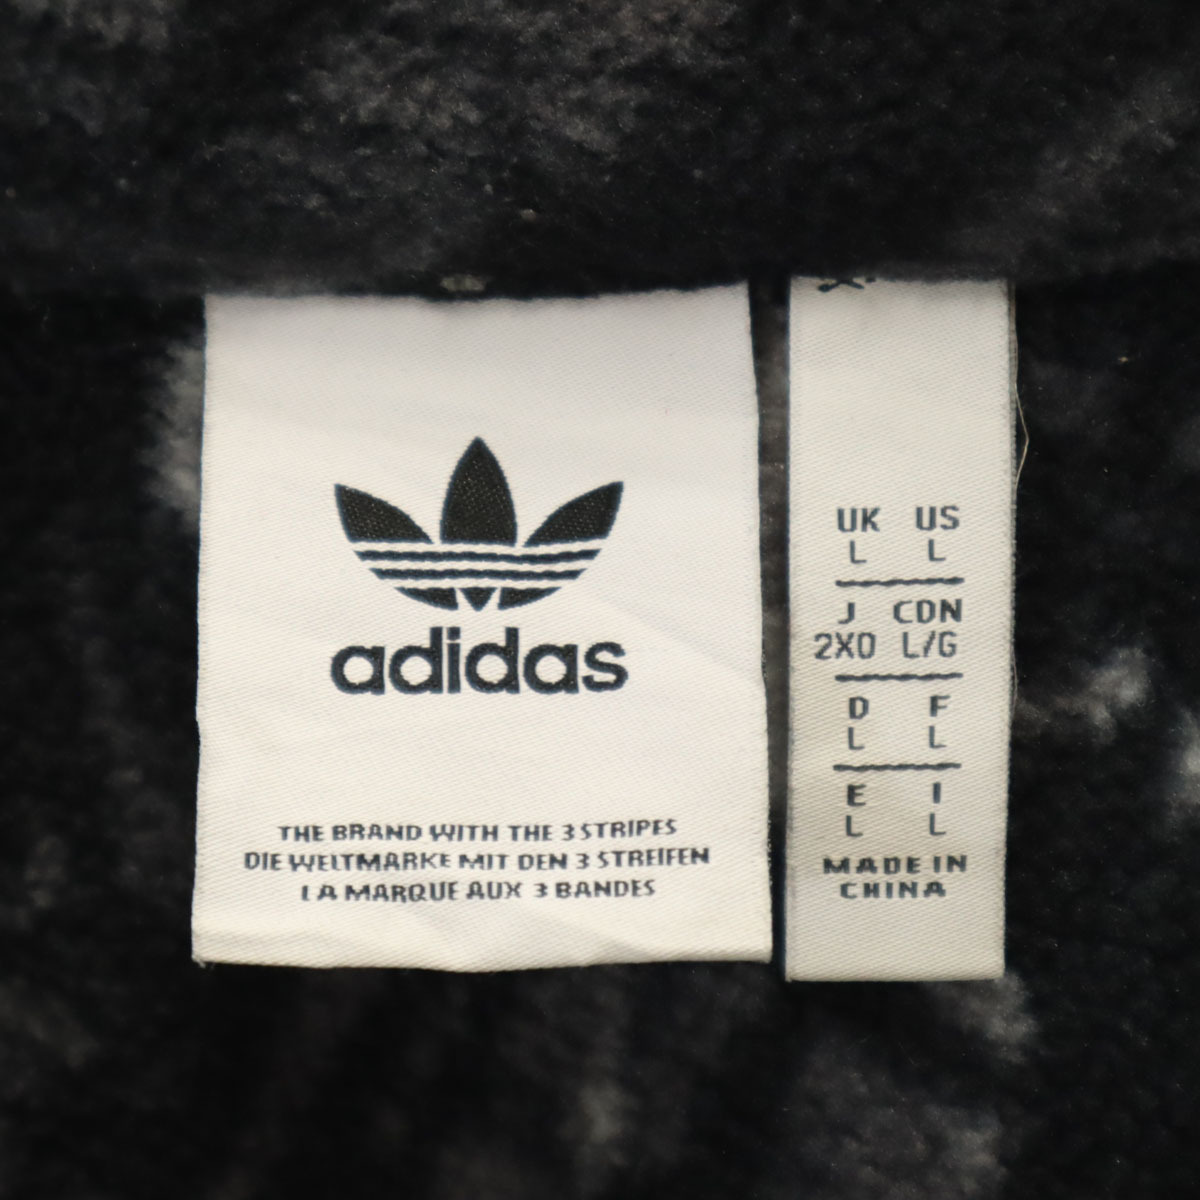 adidas
THE BRAND WITH THE 3 STRIPES
DIE WELTMARKE MIT DEN 3 STREIFEN
LA MARQUE AUX 3 BANDES
UK US
L L
J CDN
2XO L/G
D F
L L
E I
L L
MADE IN
CHINA